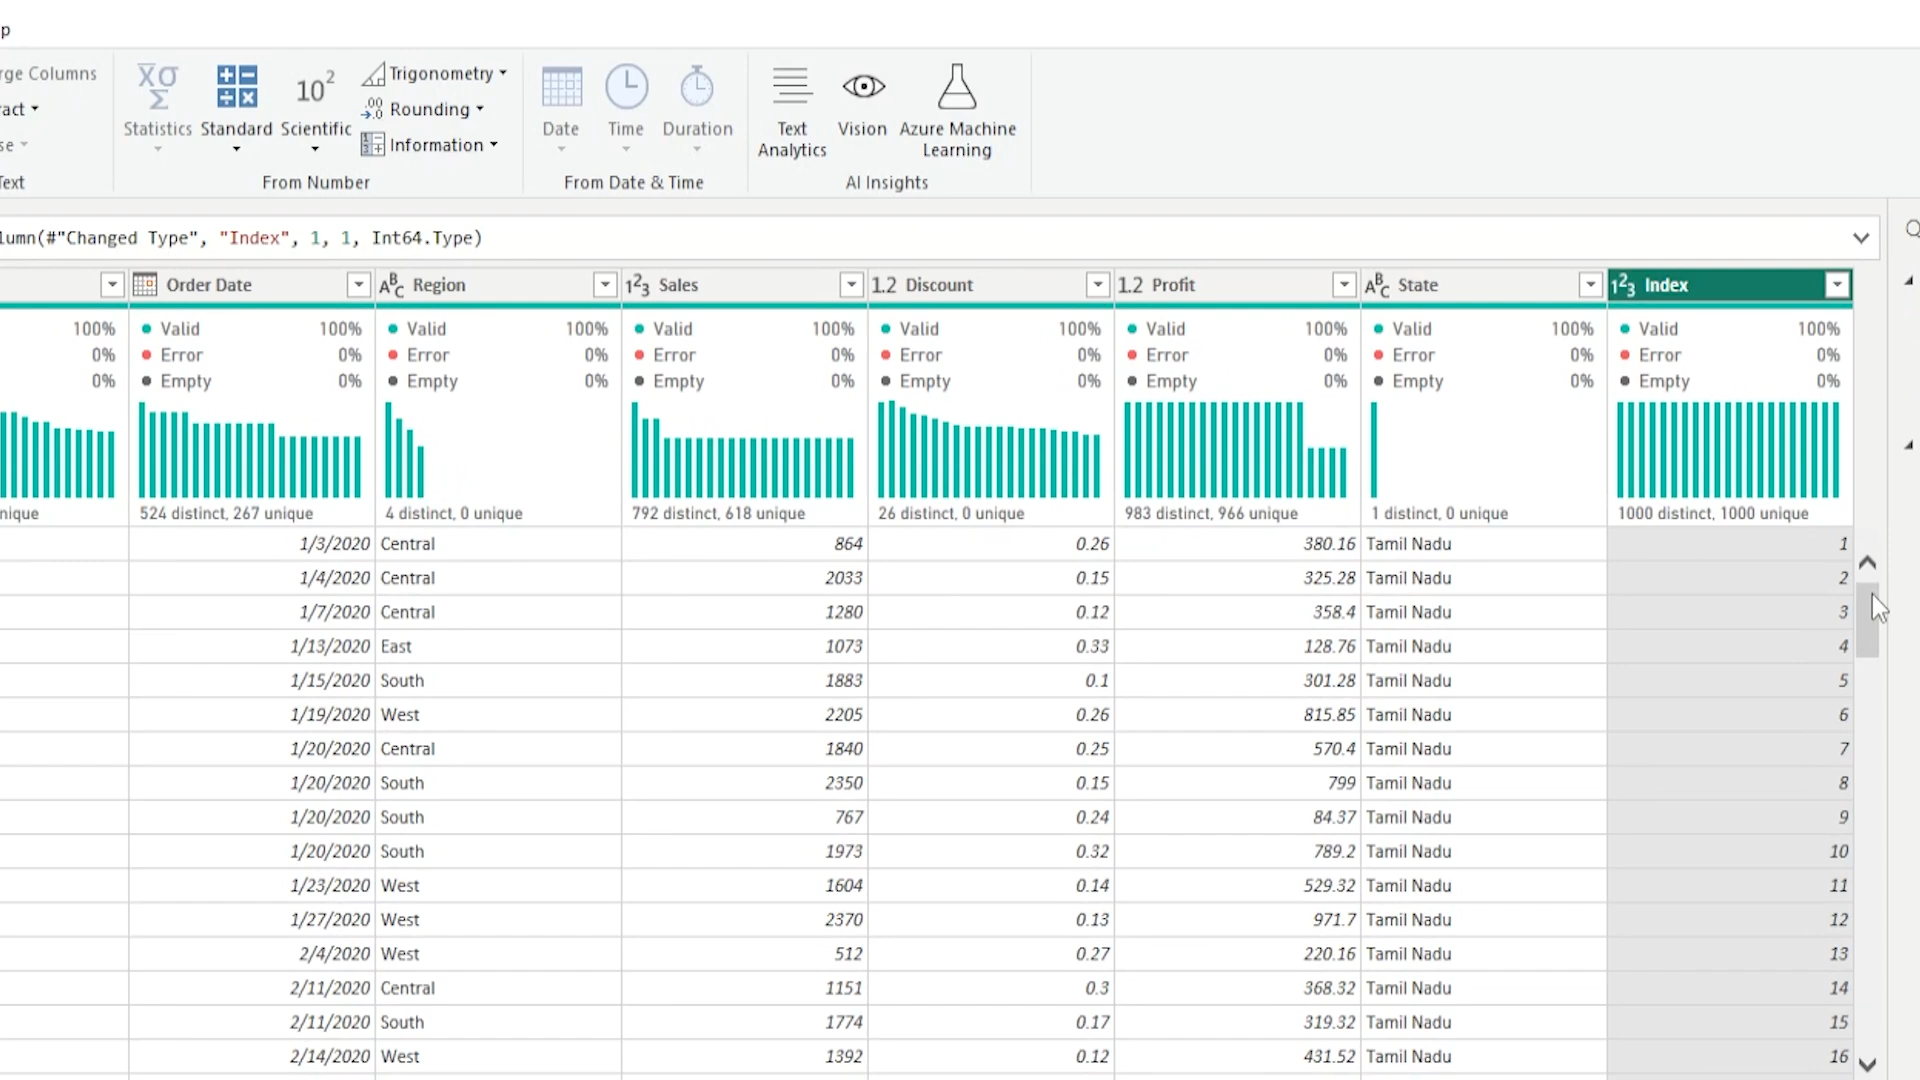 p
rge Columns
ract
se
Text
Statistics
Standard
10²
Scientific
Trigonometry
.00 Rounding
Information
From Number
Date
Time
Duration
From Date & Time
Text Analytics
Vision
Azure Machine Learning
AI Insights
lumn(#"Changed Type", "Index", 1, 1, Int64.Type)
Order Date
ABC Region
123 Sales
1.2 Discount
1.2 Profit
ABC State
123 Index
100% Valid 100% Valid 100% Valid 100% Valid 100% Valid 100% Valid 100% Valid 100%
0% Error 0% Error 0% Error 0% Error 0% Error 0% Error 0% Error 0%
0% Empty 0% Empty 0% Empty 0% Empty 0% Empty 0% Empty 0% Empty 0%
nique 524 distinct, 267 unique 4 distinct, 0 unique 792 distinct, 618 unique 26 distinct, 0 unique 983 distinct, 966 unique 1 distinct, 0 unique 1000 distinct, 1000 unique
1/3/2020 Central 864 0.26 380.16 Tamil Nadu 1
1/4/2020 Central 2033 0.15 325.28 Tamil Nadu 2
1/7/2020 Central 1280 0.12 358.4 Tamil Nadu 3
1/13/2020 East 1073 0.33 128.76 Tamil Nadu 4
1/15/2020 South 1883 0.1 301.28 Tamil Nadu 5
1/19/2020 West 2205 0.26 815.85 Tamil Nadu 6
1/20/2020 Central 1840 0.25 570.4 Tamil Nadu 7
1/20/2020 South 2350 0.15 799 Tamil Nadu 8
1/20/2020 South 767 0.24 84.37 Tamil Nadu 9
1/20/2020 South 1973 0.32 789.2 Tamil Nadu 10
1/23/2020 West 1604 0.14 529.32 Tamil Nadu 11
1/27/2020 West 2370 0.13 971.7 Tamil Nadu 12
2/4/2020 West 512 0.27 220.16 Tamil Nadu 13
2/11/2020 Central 1151 0.3 368.32 Tamil Nadu 14
2/11/2020 South 1774 0.17 319.32 Tamil Nadu 15
2/14/2020 West 1392 0.12 431.52 Tamil Nadu 16